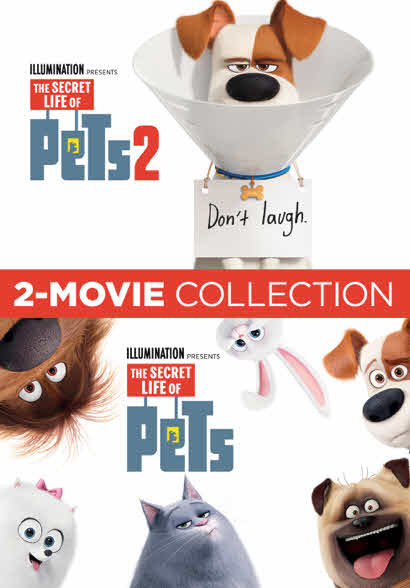 ILLUMINATION PRESENTS
THE SECRET
LIFE OF
PeTs 2
Don't laugh.
2-MOVIE COLLECTION
ILLUMINATION PRESENTS
THE SECRET
LIFE OF
PeTs